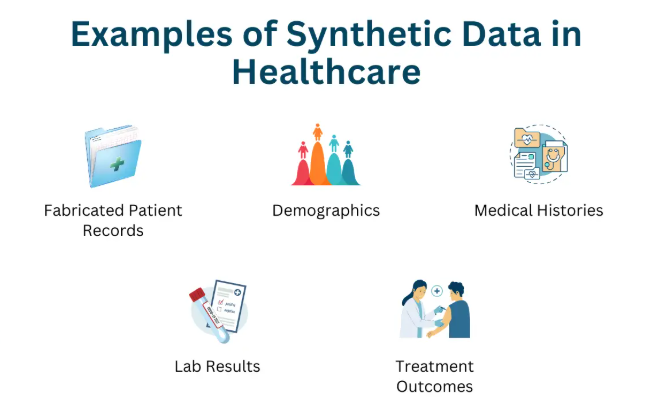 Examples of Synthetic Data in
Healthcare
Fabricated Patient
Records
Demographics
Medical Histories
Lab Results
Treatment
Outcomes